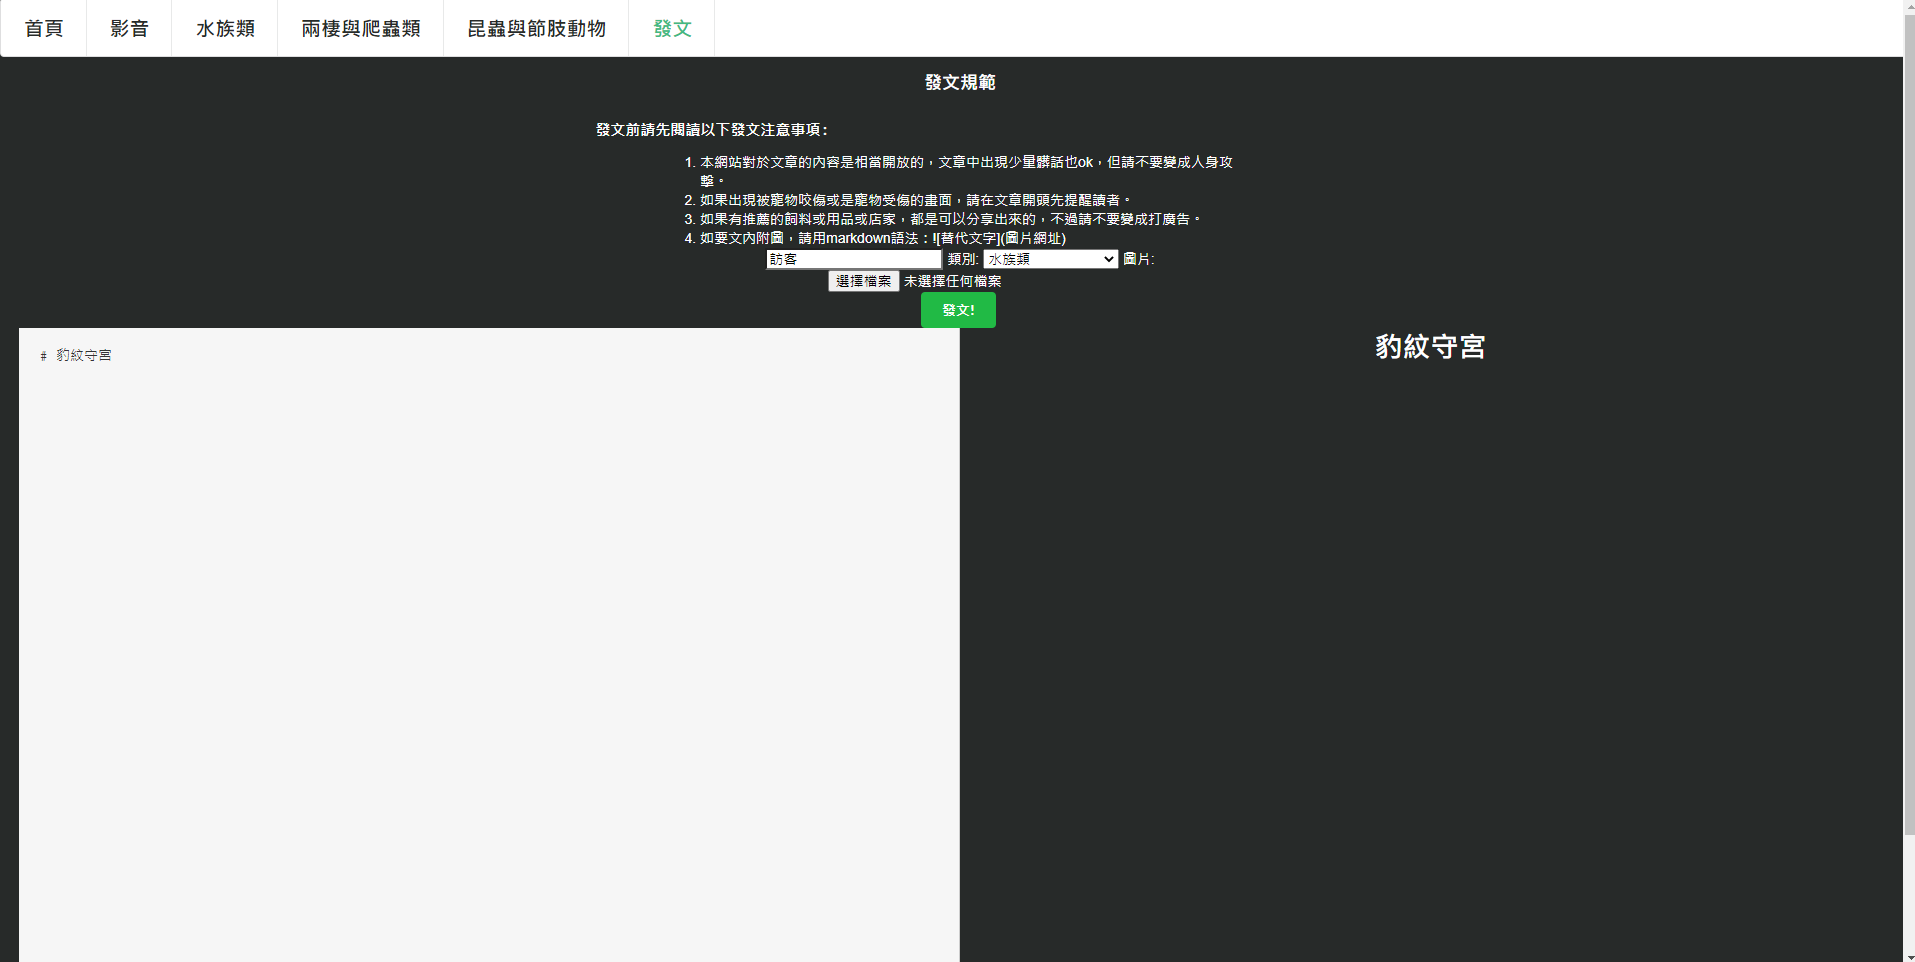 首頁 影音 水族類 兩棲與爬蟲類 昆蟲與節肢動物 發文
發文規範
發文前請先閱讀以下發文注意事項：
1. 本網站對於文章的內容是相當開放的，文章中出現少量髒話也ok，但請不要變成人身攻
擊。
2. 如果出現被寵物咬傷或是寵物受傷的畫面，請在文章開頭先提醒讀者。
3. 如果有推薦的飼料或用品或店家，都是可以分享出來的，不過請不要變成打廣告。
4. 如要文內附圖，請用markdown語法：![替代文字](圖片網址)
訪客 類別: 水族類 圖片:
選擇檔案 未選擇任何檔案
發文!
# 豹紋守宮
豹紋守宮